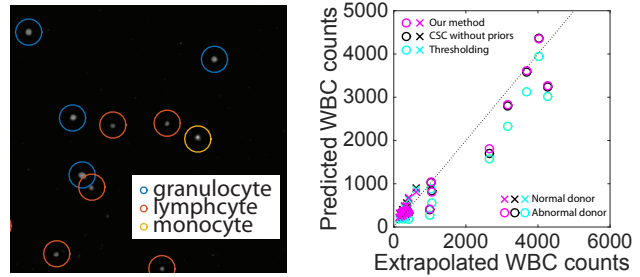 granulocyte
lymphcyte
monocyte
Predicted WBC counts
5000
4000
3000
2000
1000
0
Our method
CSC without priors
Thresholding
Normal donor
Abnormal donor
0 2000 4000 6000
Extrapolated WBC counts